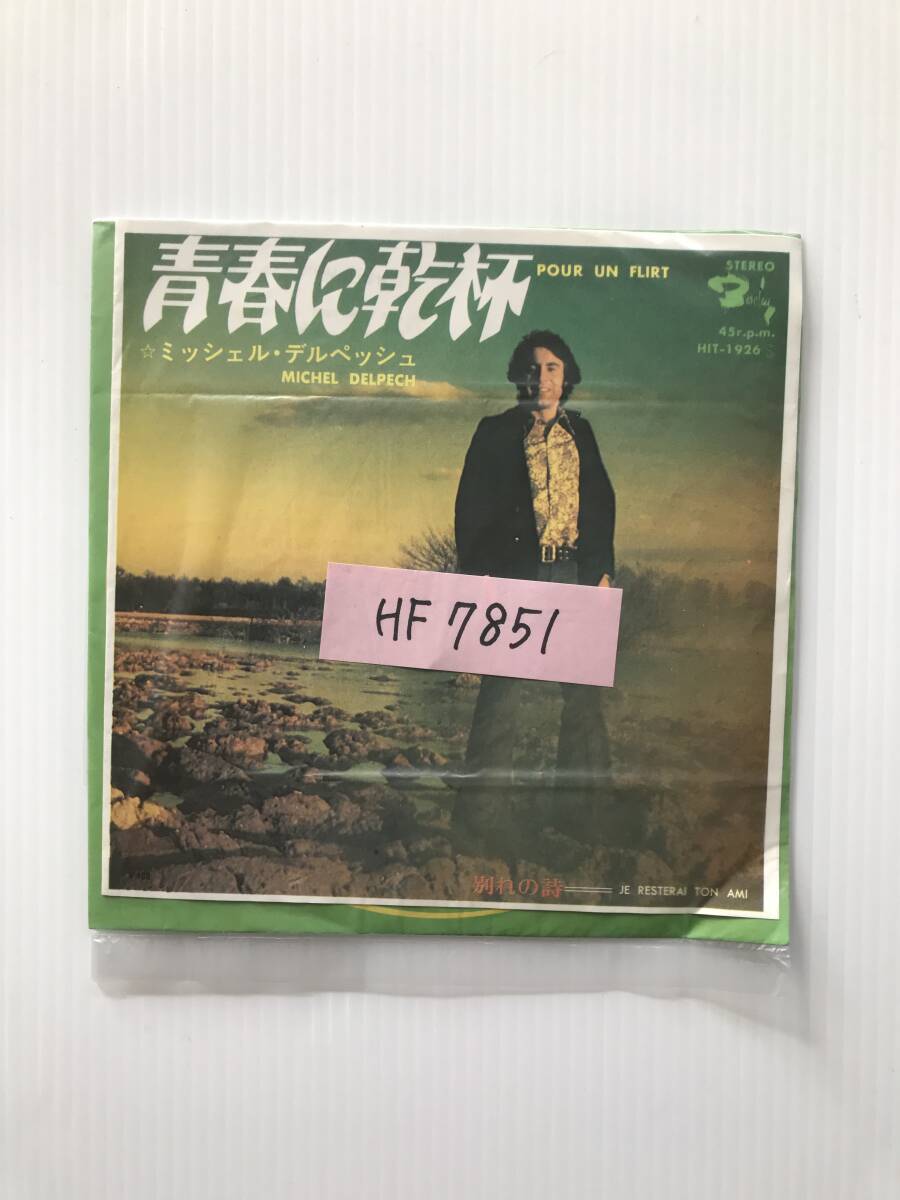 青春に乾杯
POUR UN FLIRT
☆ミッシェル・デルペッシュ
MICHEL DELPECH
STEREO
Barclay
45r.p.m.
HIT-1926
HF 7851
別れの詩 JE RESTERAI TON AMI